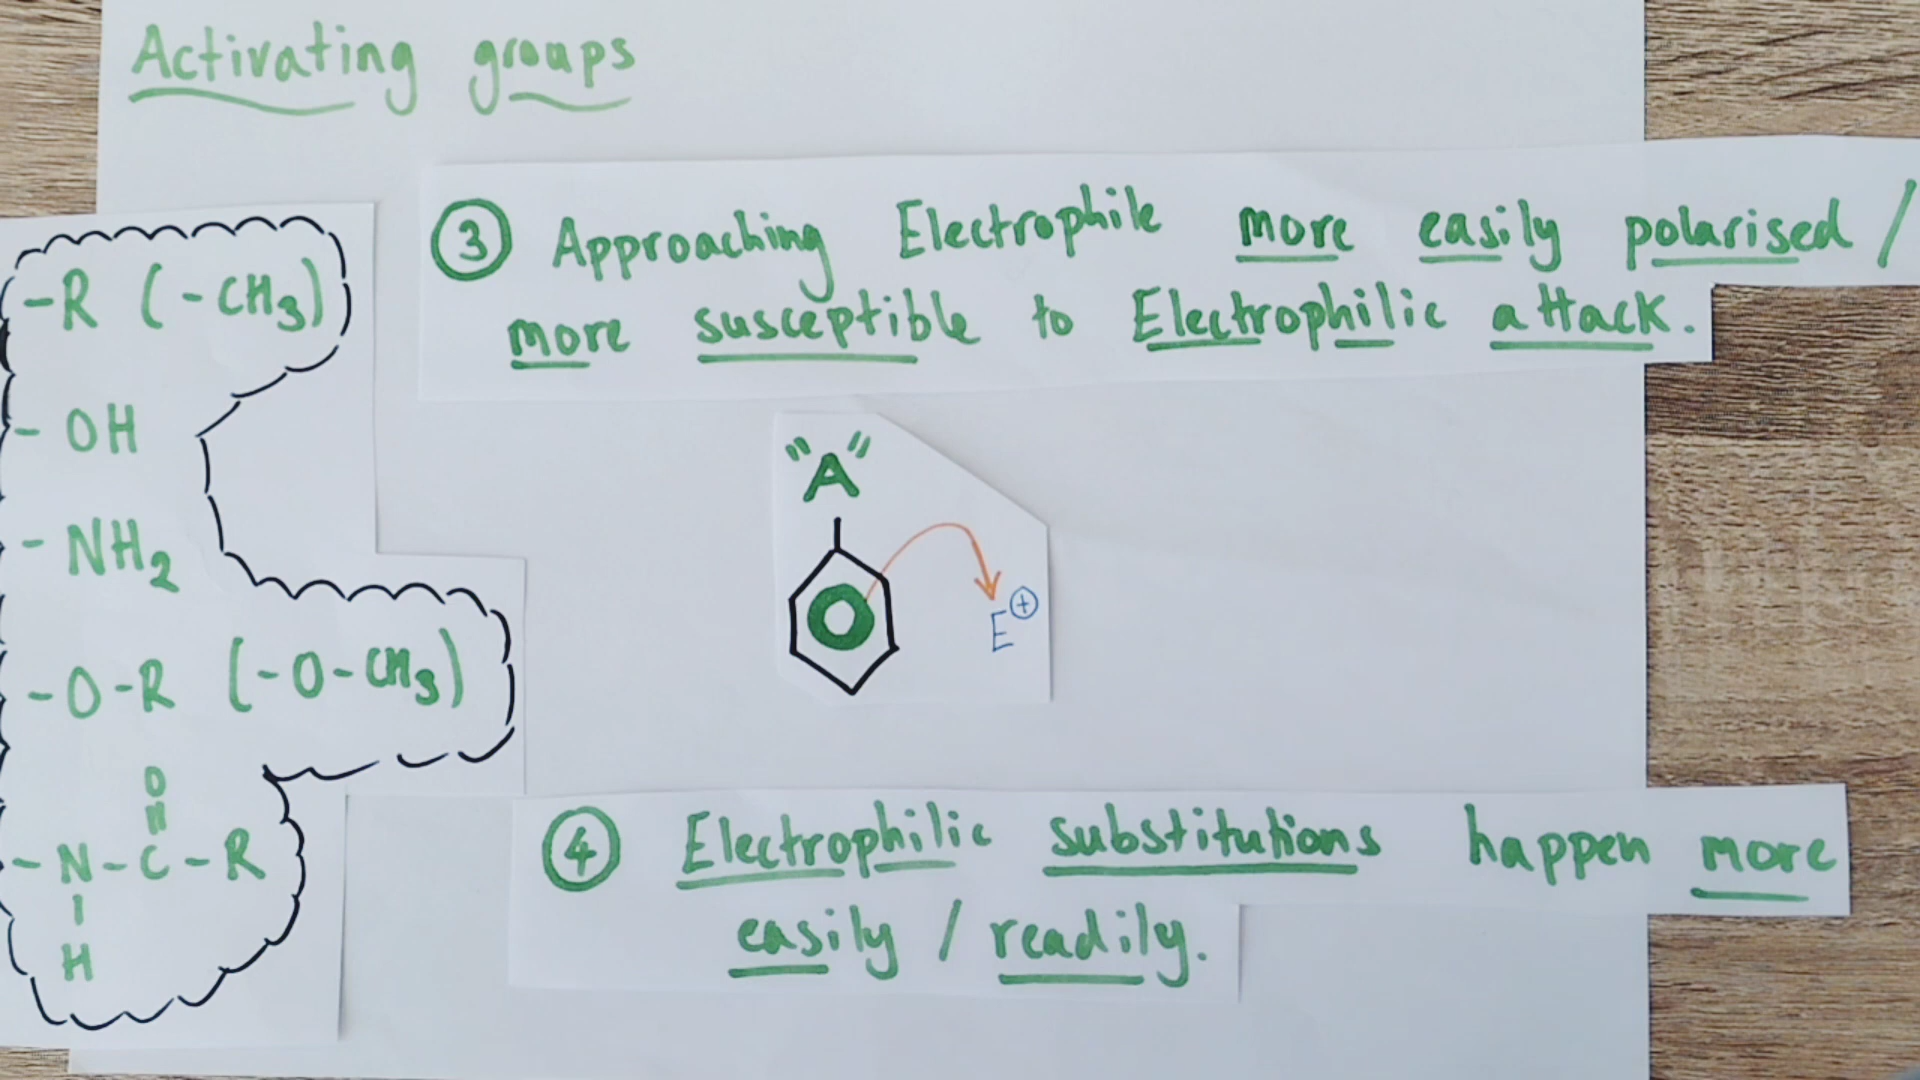 Activating groups
③ Approaching Electrophile more easily polarised /
more susceptible to Electrophilic attack.
-R (-CH3)
- OH
- NH2
-O-R (-O-CH3)
O
=
- N - C - R
H
"A"
E⊕
④ Electrophilic substitutions happen more
easily / readily.